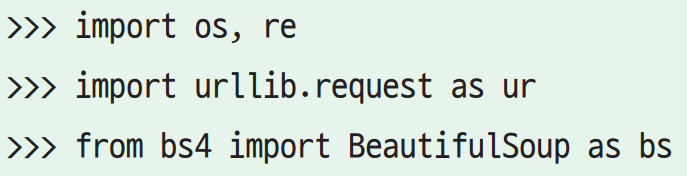 >>> import os, re
>>> import urllib.request as ur
>>> from bs4 import BeautifulSoup as bs